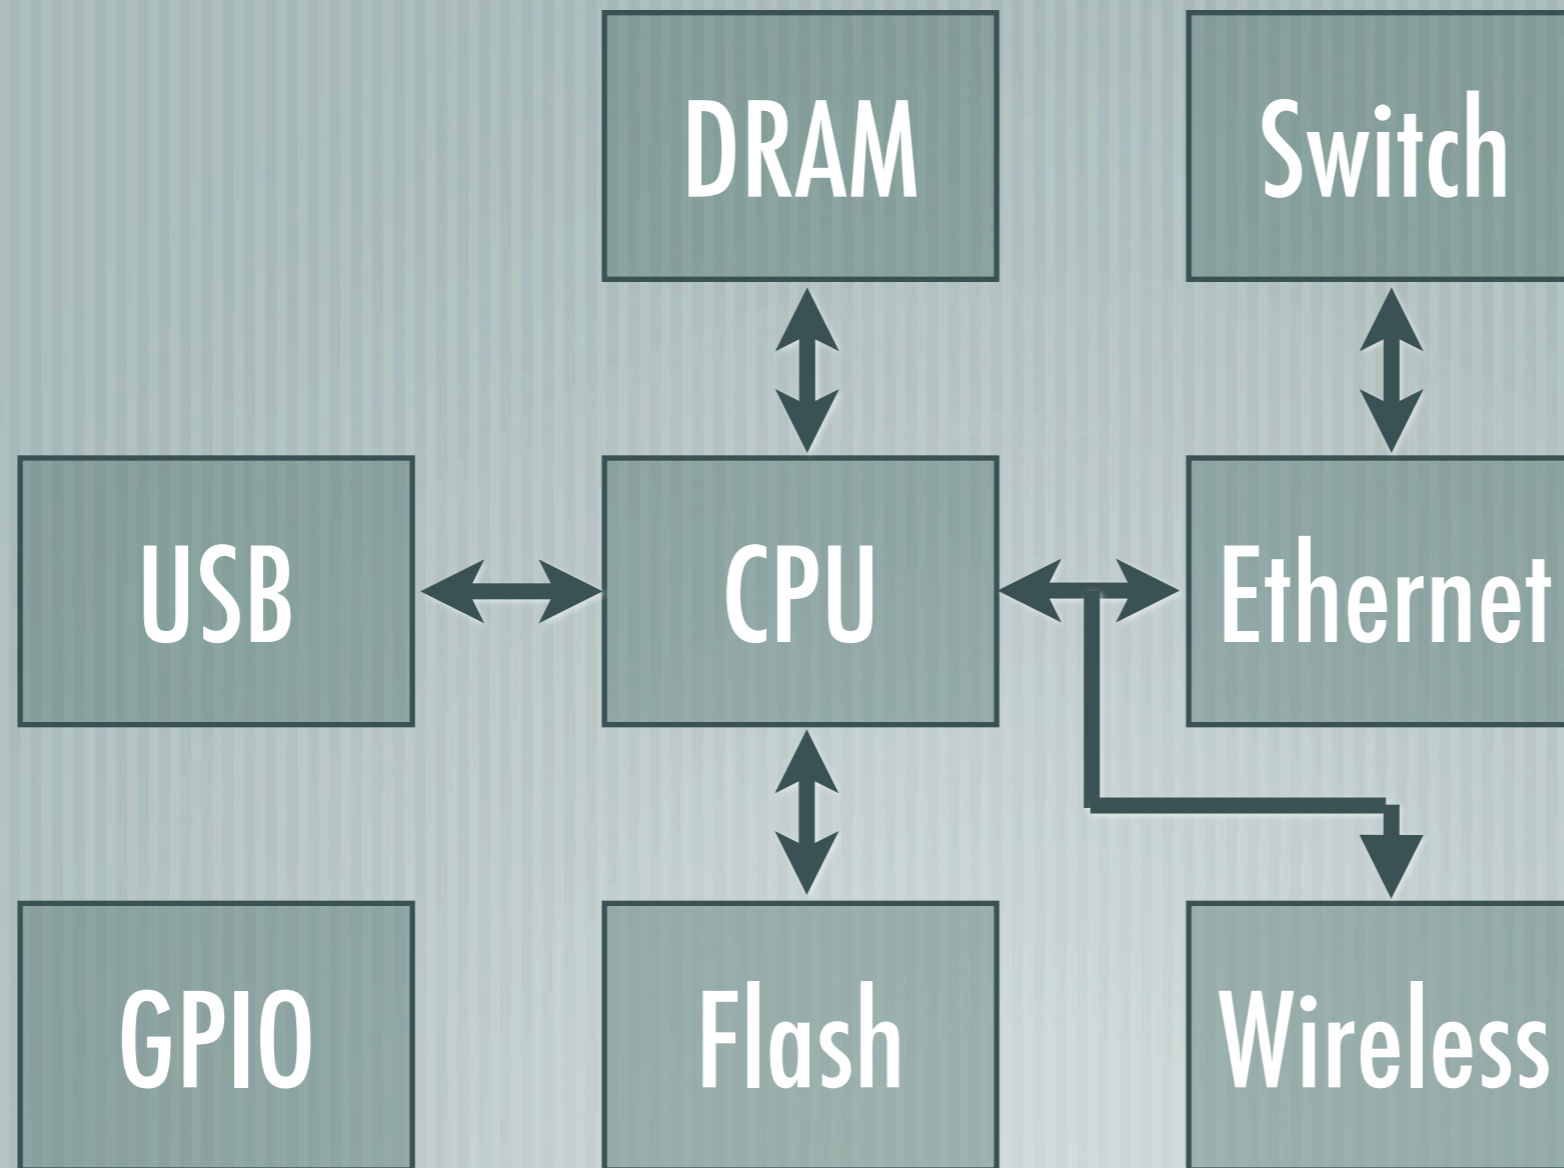 DRAM
Switch
USB
CPU
Ethernet
GPIO
Flash
Wireless